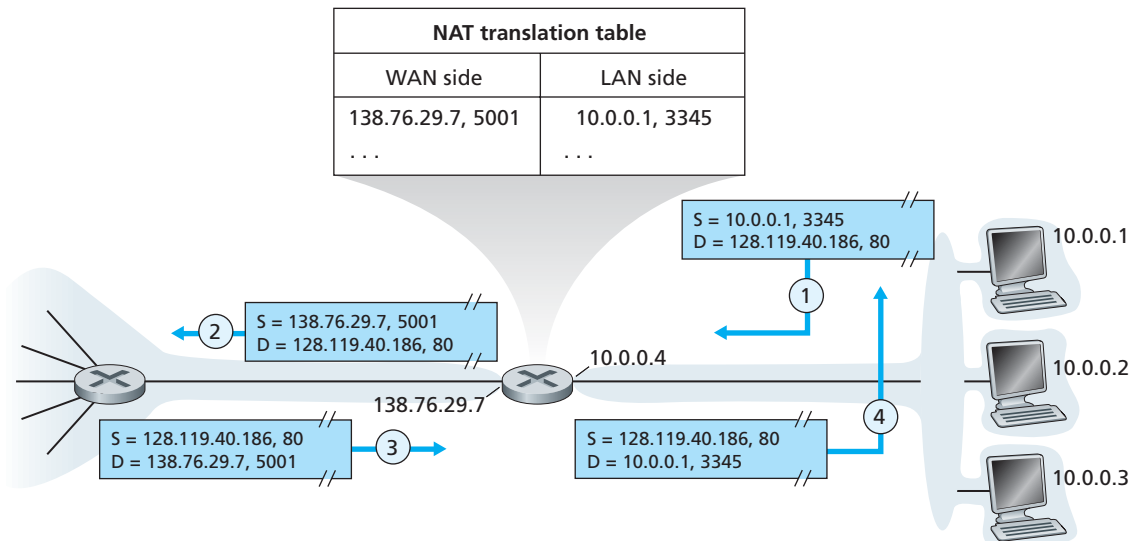 NAT translation table
WAN side LAN side
138.76.29.7, 5001 10.0.0.1, 3345
. . . . . .
S = 10.0.0.1, 3345
D = 128.119.40.186, 80
10.0.0.1
1
2
S = 138.76.29.7, 5001
D = 128.119.40.186, 80
10.0.0.4
10.0.0.2
138.76.29.7
S = 128.119.40.186, 80
D = 138.76.29.7, 5001
3
S = 128.119.40.186, 80
D = 10.0.0.1, 3345
4
10.0.0.3